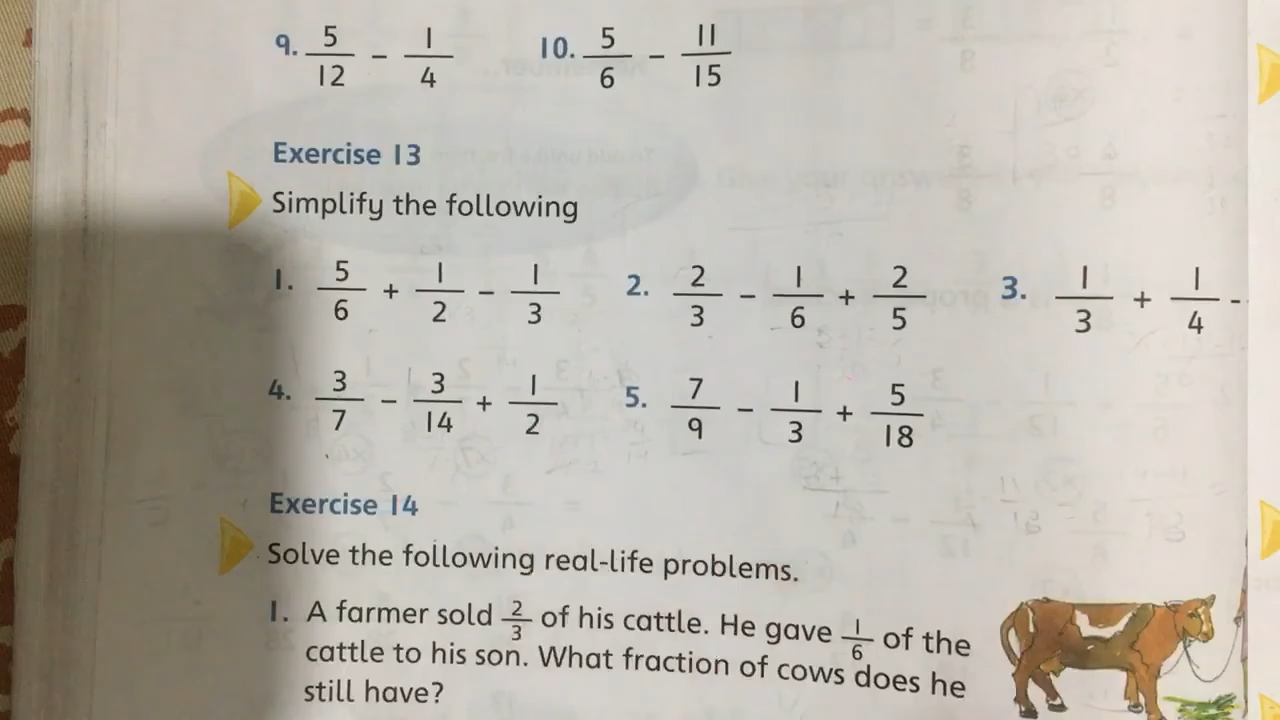 9. 5/12 − 1/4 10. 5/6 − 11/15
Exercise 13
Simplify the following
1. 5/6 + 1/2 − 1/3 2. 2/3 − 1/6 + 2/5 3. 1/3 + 1/4 -
4. 3/7 − 3/14 + 1/2 5. 7/9 − 1/3 + 5/18
Exercise 14
Solve the following real-life problems.
1. A farmer sold 2/3 of his cattle. He gave 1/6 of the
cattle to his son. What fraction of cows does he
still have?